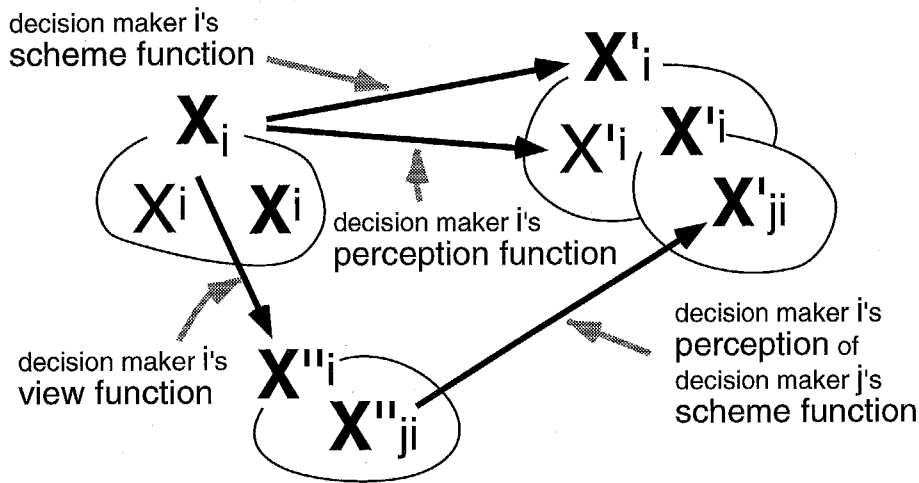 decision maker i's
scheme function
X'i
Xi
X'i
X'i
Xi Xi
X'ji
decision maker i's
perception function
decision maker i's
perception of
decision maker j's
scheme function
decision maker i's
view function
X''i
X''ji